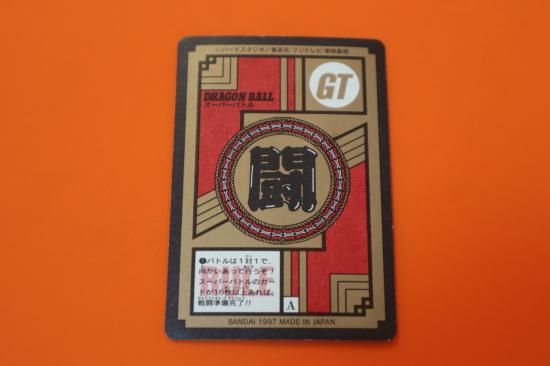 ©バードスタジオ/集英社・フジテレビ・東映動画
GT
DRAGON BALL
スーパーバトル
闘
❶バトルは1対1で、
向かいあって行うぞ!
スーパーバトルのカー
ドが16枚以上あれば、
戦闘準備完了!!
A
BANDAI 1997 MADE IN JAPAN